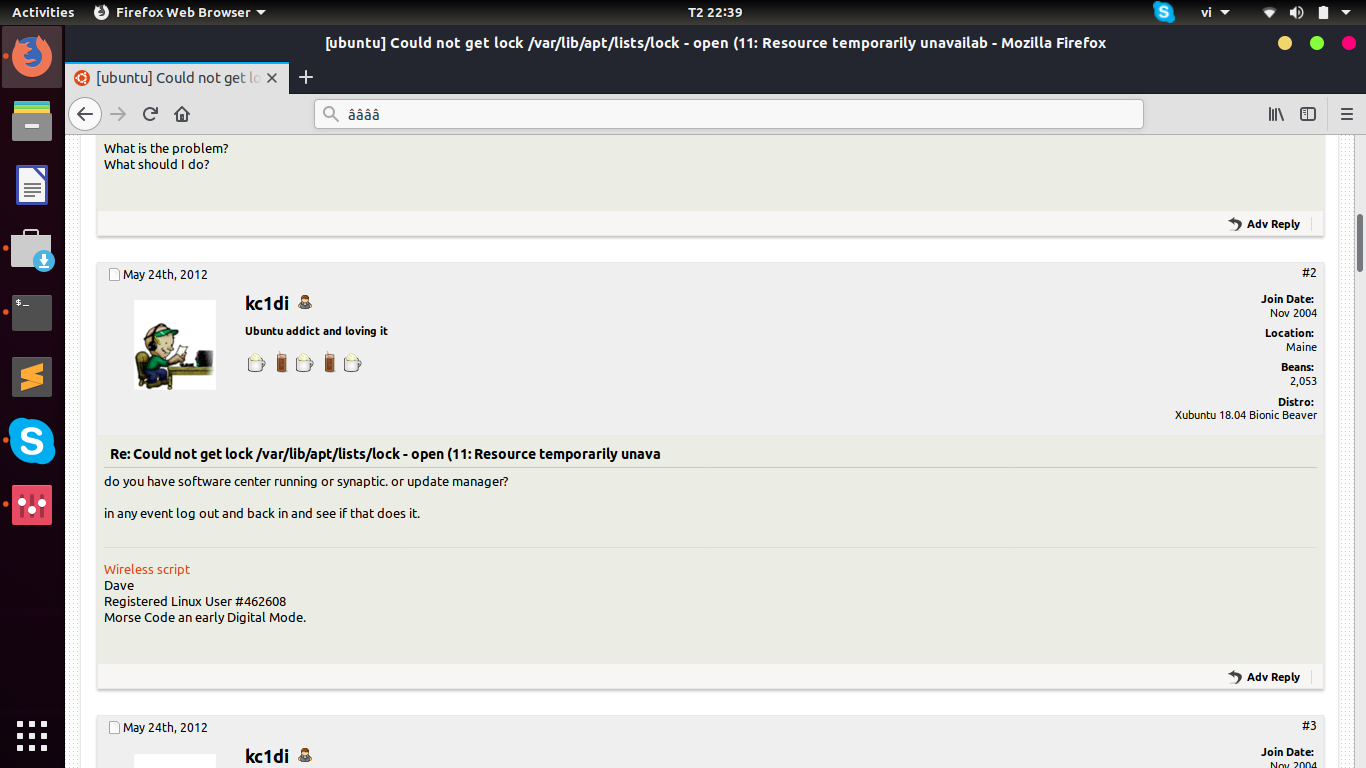 Activities
Firefox Web Browser
T2 22:39
vi
[ubuntu] Could not get lock /var/lib/apt/lists/lock - open (11: Resource temporarily unavailab - Mozilla Firefox
[ubuntu] Could not get lo
ââââ
What is the problem?
What should I do?
Adv Reply
May 24th, 2012
#2
kc1di
Ubuntu addict and loving it
Join Date:
Nov 2004
Location:
Maine
Beans:
2,053
Distro:
Xubuntu 18.04 Bionic Beaver
Re: Could not get lock /var/lib/apt/lists/lock - open (11: Resource temporarily unava
do you have software center running or synaptic. or update manager?
in any event log out and back in and see if that does it.
Wireless script
Dave
Registered Linux User #462608
Morse Code an early Digital Mode.
Adv Reply
May 24th, 2012
#3
kc1di
Join Date:
Nov 2004